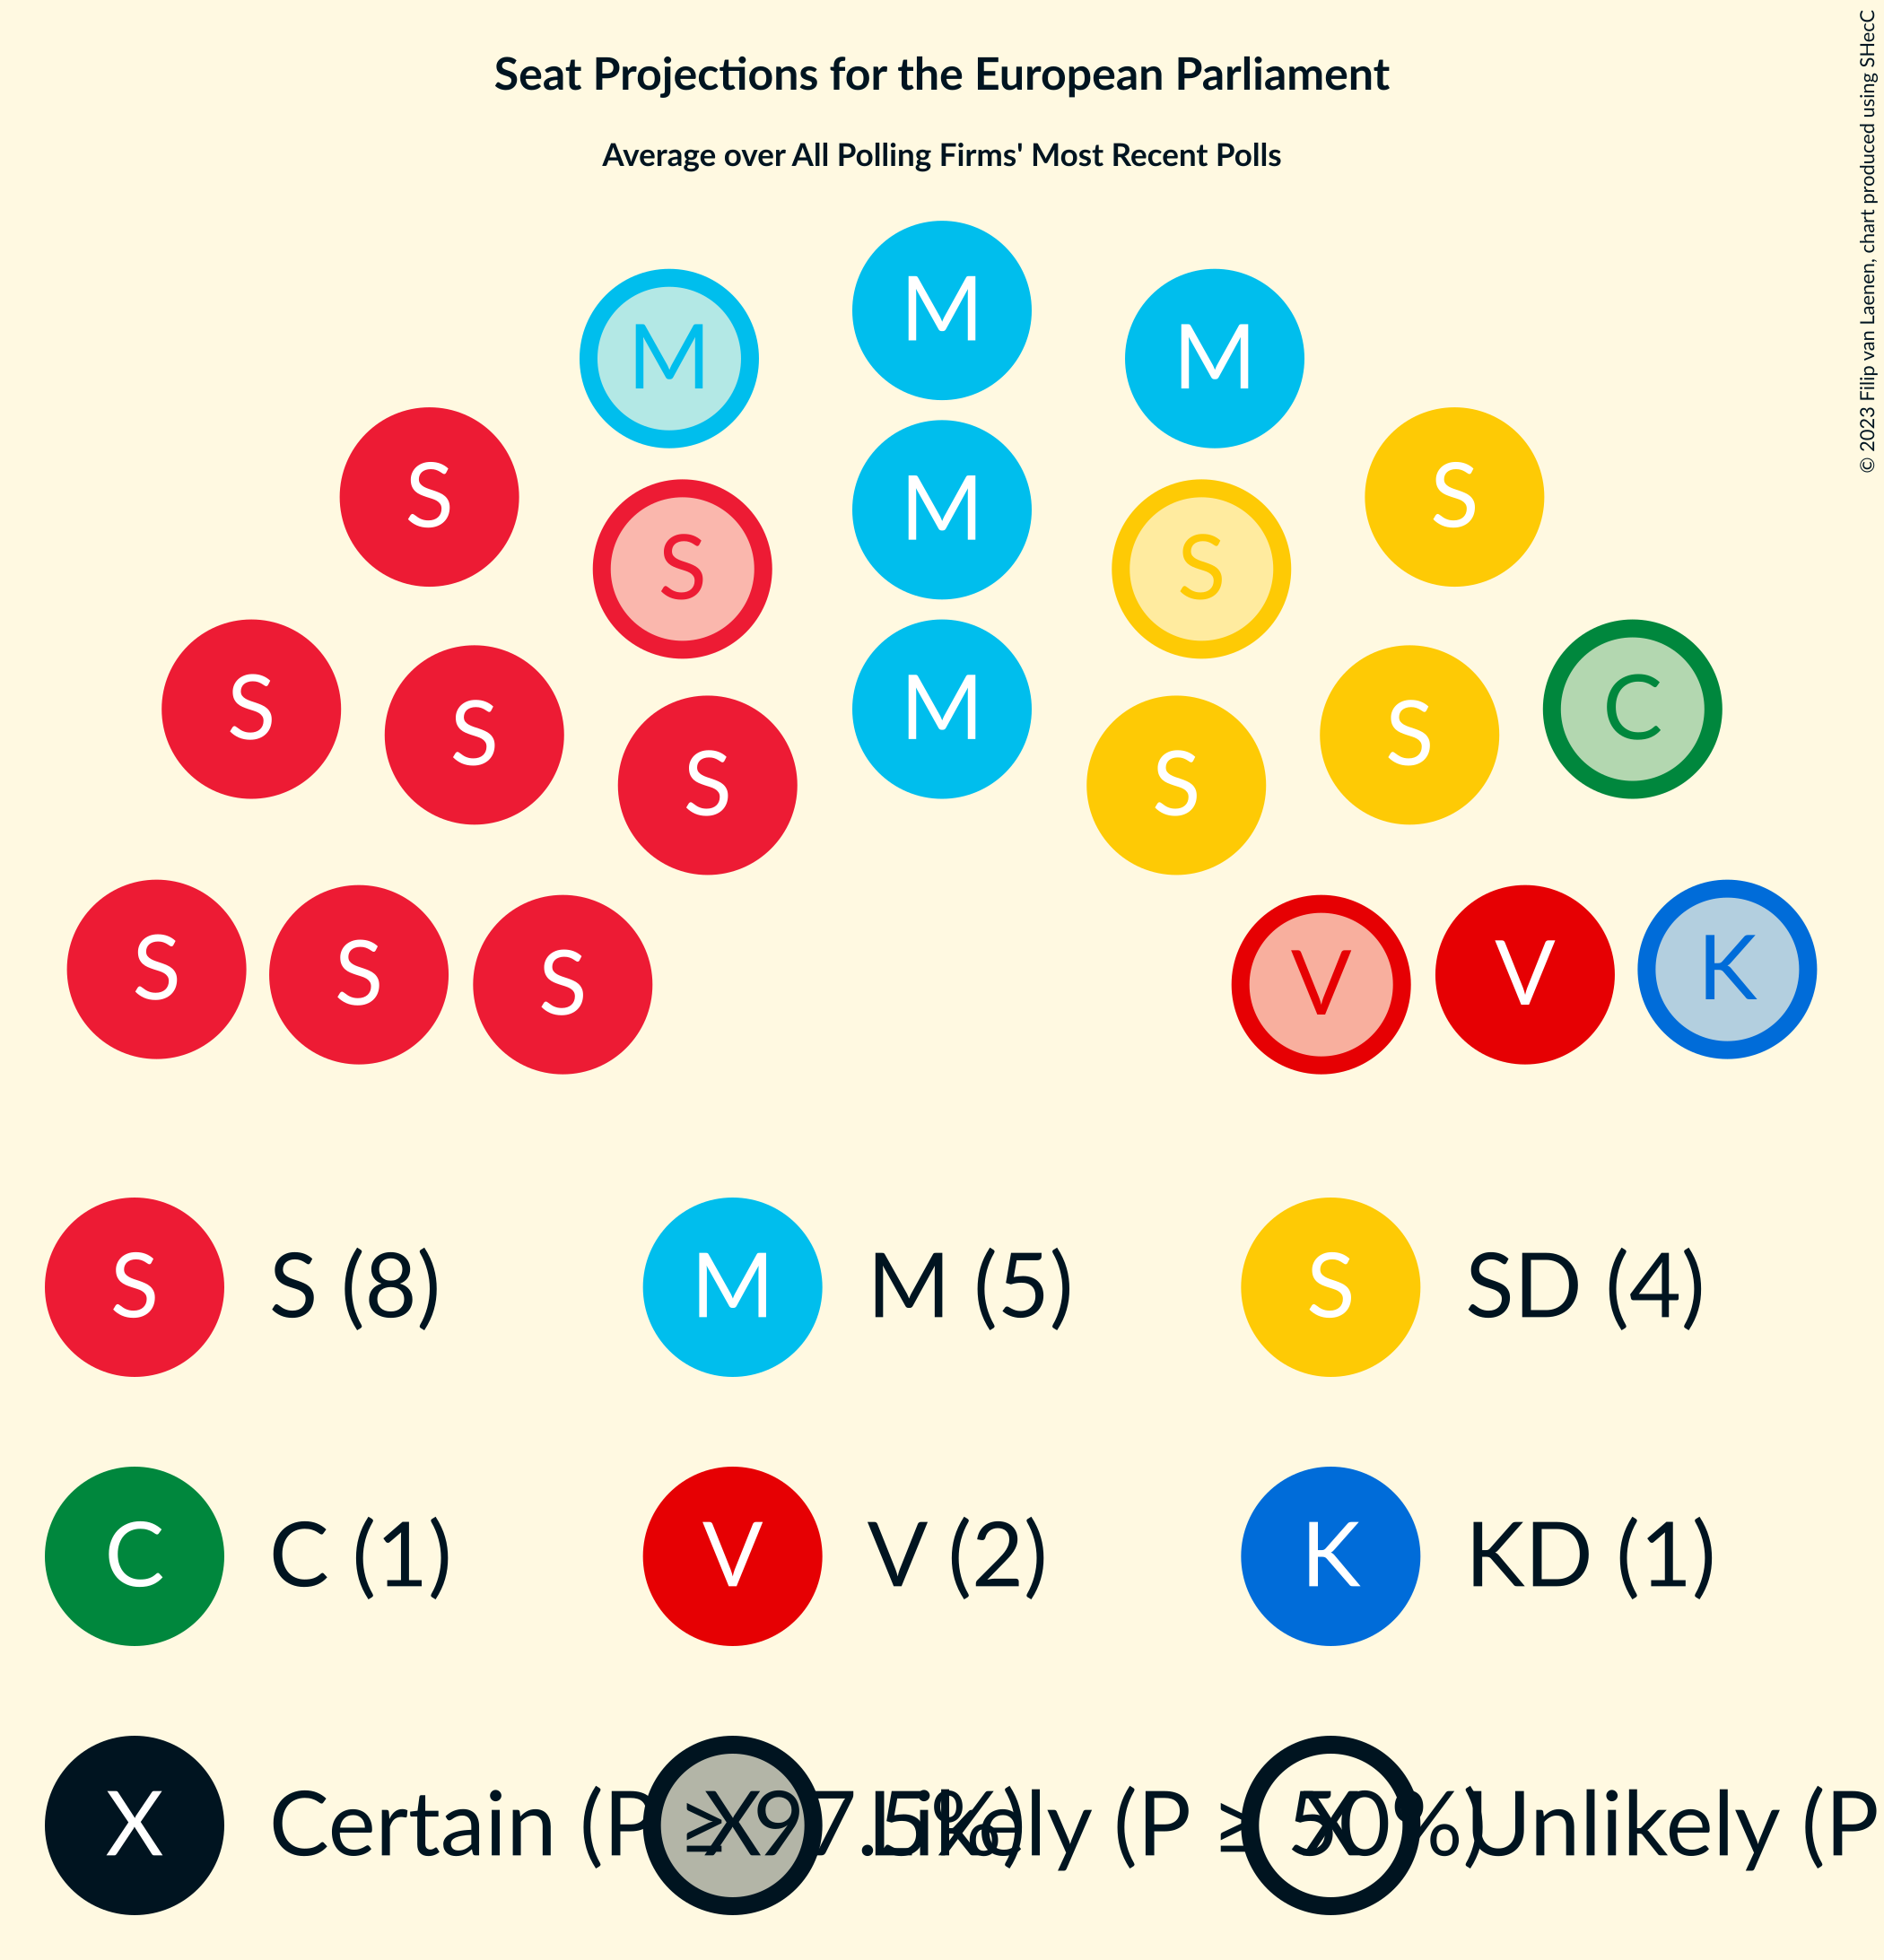 Seat Projections for the European Parliament
Average over All Polling Firms' Most Recent Polls
© 2023 Filip van Laenen, chart produced using SHecC
M
M M
S M S
S S
S M C
S S
S S
S S S V V K
S S (8) M M (5) S SD (4)
C C (1) V V (2) K KD (1)
X Certain (P ≥ 97.5%) X Likely (P ≥ 50%) X Unlikely (P